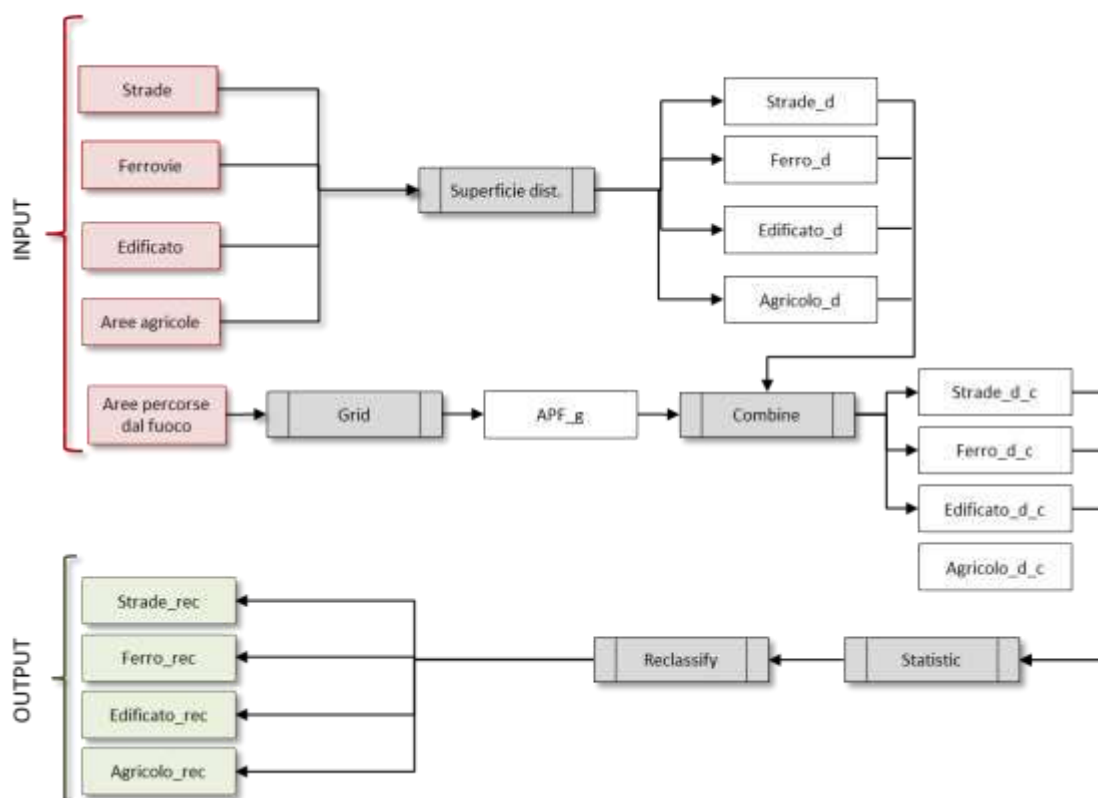 INPUT
Strade
Ferrovie
Edificato
Aree agricole
Aree percorse
dal fuoco
Superficie dist.
Strade_d
Ferro_d
Edificato_d
Agricolo_d
Grid
APF_g
Combine
Strade_d_c
Ferro_d_c
Edificato_d_c
Agricolo_d_c
OUTPUT
Strade_rec
Ferro_rec
Edificato_rec
Agricolo_rec
Reclassify
Statistic